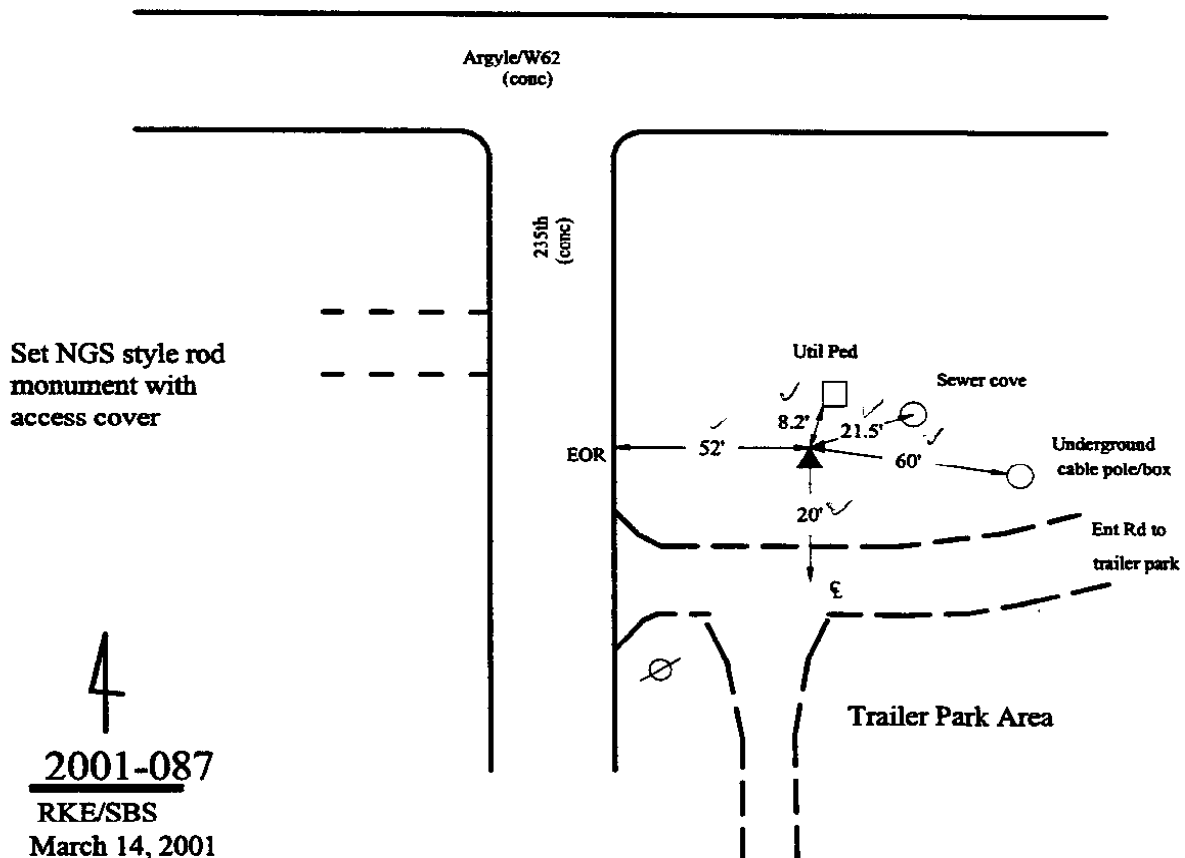 Argyle/W62
(conc)
235th
(conc)
Set NGS style rod
monument with
access cover
Util Ped
Sewer cove
8.2'
21.5'
EOR
52'
60'
Underground
cable pole/box
20'
Ent Rd to
trailer park
℄
Trailer Park Area
2001-087
RKE/SBS
March 14, 2001